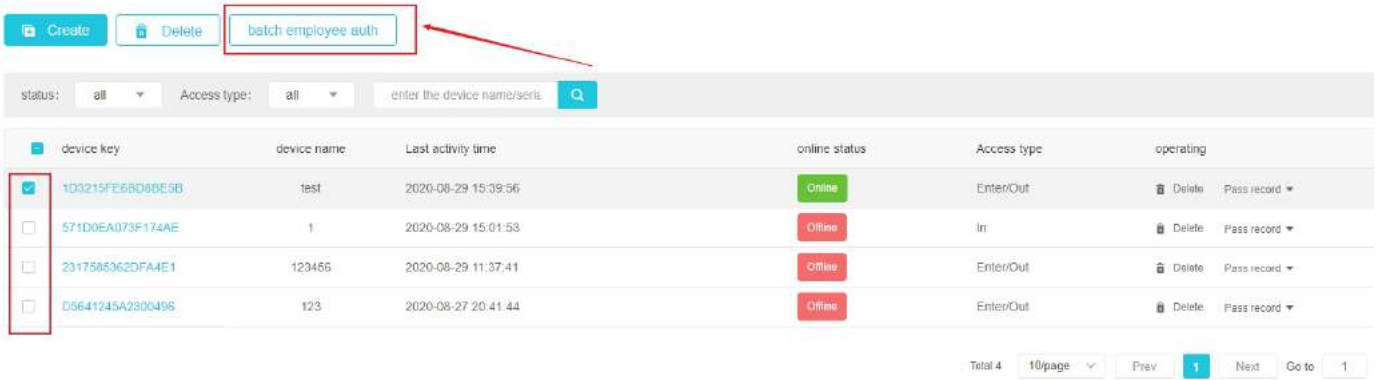 Create Delete batch employee auth
status: all Access type: all enter the device name/seria
device key device name Last activity time online status Access type operating
1D3215FE6BD8BE5B test 2020-08-29 15:39:56 Online Enter/Out Delete Pass record
571D0EA073F174AE 1 2020-08-29 15:01:53 Offline In Delete Pass record
2317585362DFA4E1 123456 2020-08-29 11:37:41 Offline Enter/Out Delete Pass record
D5641245A2300496 123 2020-08-27 20:41:44 Offline Enter/Out Delete Pass record
Total 4 10/page Prev 1 Next Go to 1